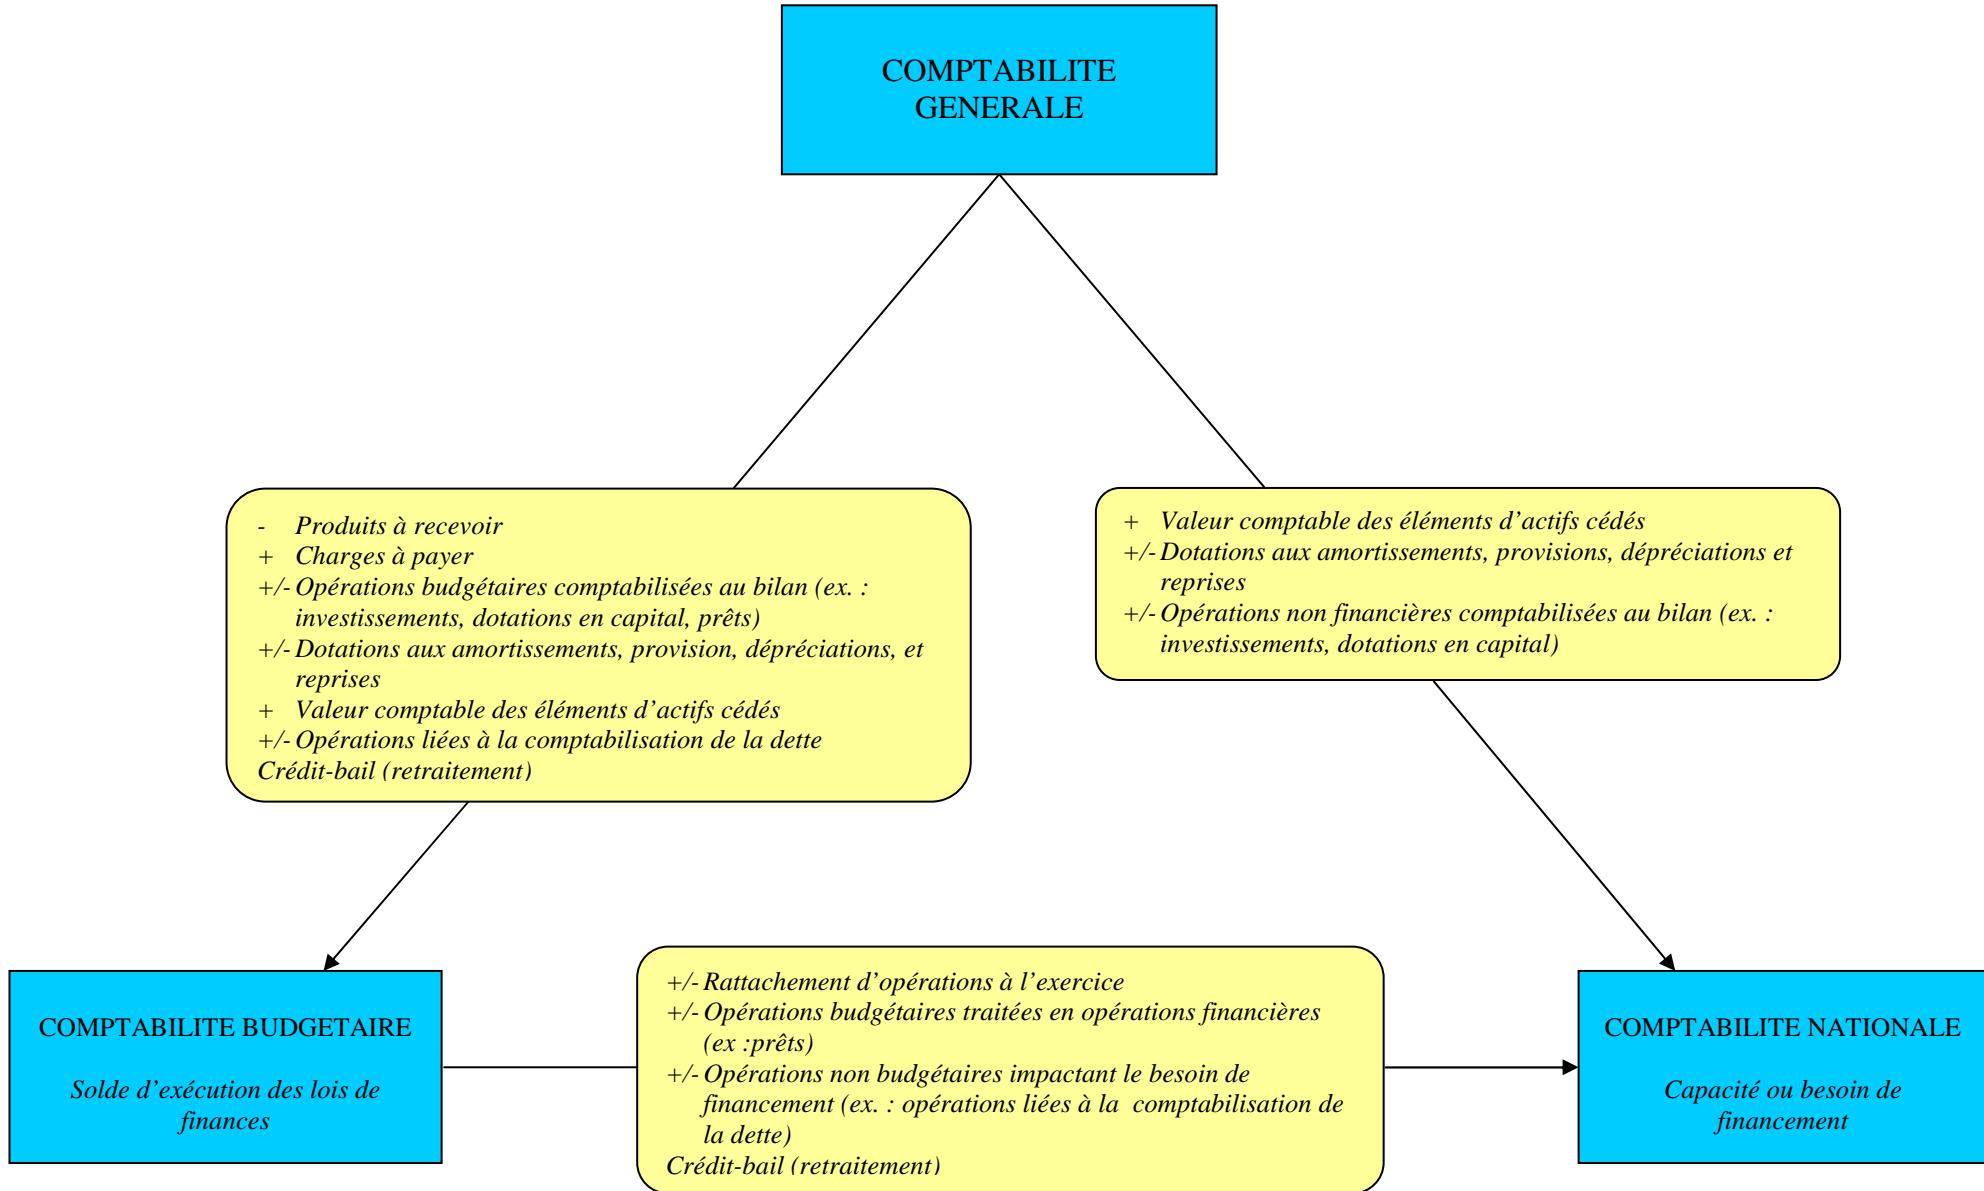 COMPTABILITE
GENERALE
- Produits à recevoir
+ Charges à payer
+/- Opérations budgétaires comptabilisées au bilan (ex. :
investissements, dotations en capital, prêts)
+/- Dotations aux amortissements, provision, dépréciations, et
reprises
+ Valeur comptable des éléments d’actifs cédés
+/- Opérations liées à la comptabilisation de la dette
Crédit-bail (retraitement)
+ Valeur comptable des éléments d’actifs cédés
+/- Dotations aux amortissements, provisions, dépréciations et
reprises
+/- Opérations non financières comptabilisées au bilan (ex. :
investissements, dotations en capital)
COMPTABILITE BUDGETAIRE
Solde d’exécution des lois de
finances
+/- Rattachement d’opérations à l’exercice
+/- Opérations budgétaires traitées en opérations financières
(ex :prêts)
+/- Opérations non budgétaires impactant le besoin de
financement (ex. : opérations liées à la comptabilisation de
la dette)
Crédit-bail (retraitement)
COMPTABILITE NATIONALE
Capacité ou besoin de
financement